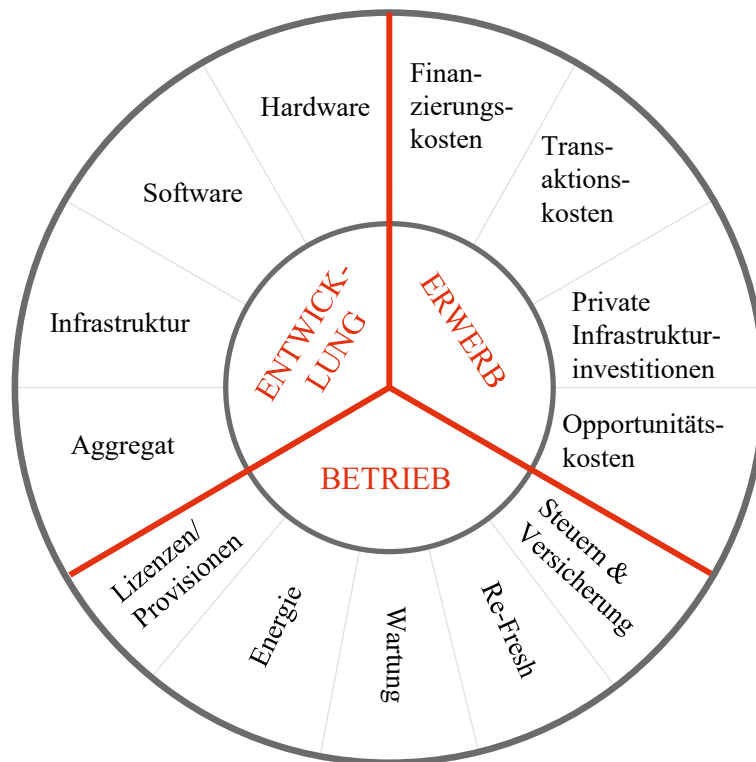 Hardware
Software
Infrastruktur
Aggregat
ENTWICK-
LUNG
Finan-
zierungs-
kosten
Trans-
aktions-
kosten
Private
Infrastruktur-
investitionen
Opportunitäts-
kosten
ERWERB
BETRIEB
Lizenzen/
Provisionen
Energie
Wartung
Re-Fresh
Steuern &
Versicherung